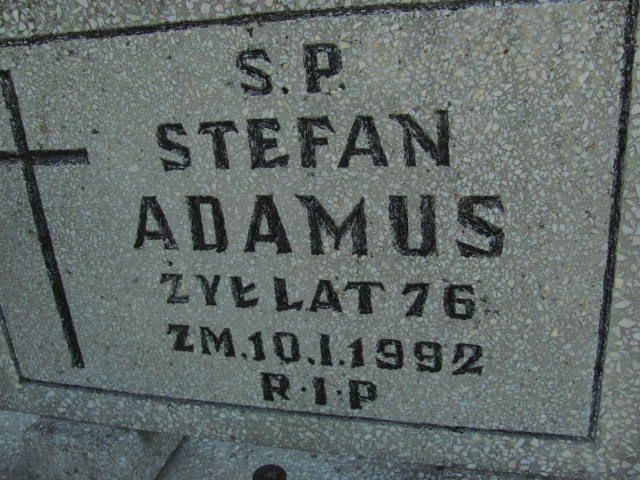 S.P.
STEFAN
ADAMUS
ŻYŁ LAT 76
ZM.10.I.1992
R·I·P